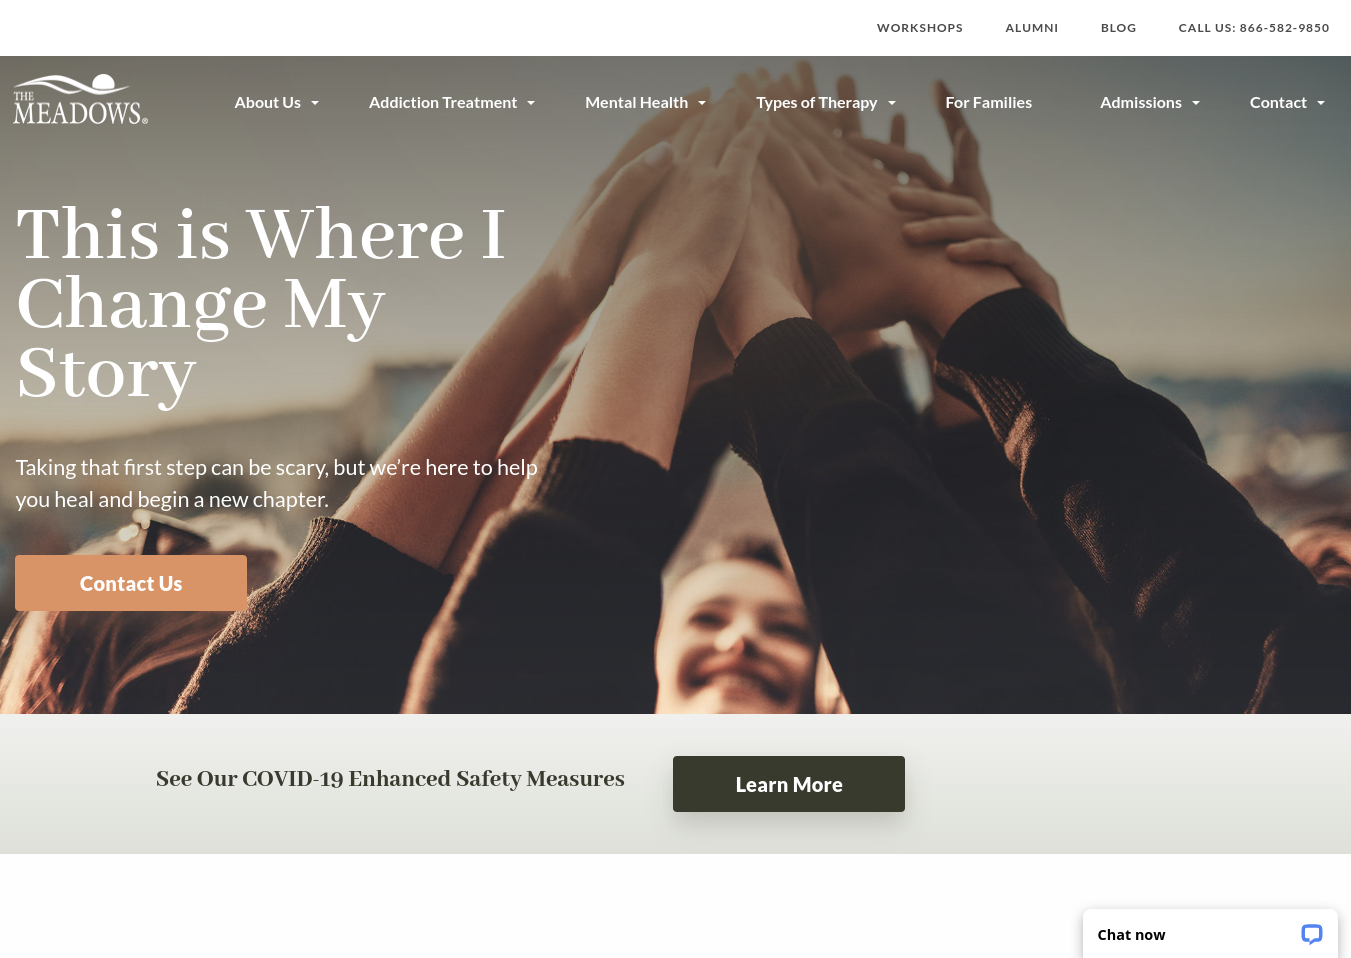 WORKSHOPS ALUMNI BLOG CALL US: 866-582-9850
THE
MEADOWS®
About Us Addiction Treatment Mental Health Types of Therapy For Families Admissions Contact
This is Where I
Change My
Story
Taking that first step can be scary, but we’re here to help
you heal and begin a new chapter.
Contact Us
See Our COVID-19 Enhanced Safety Measures
Learn More
Chat now